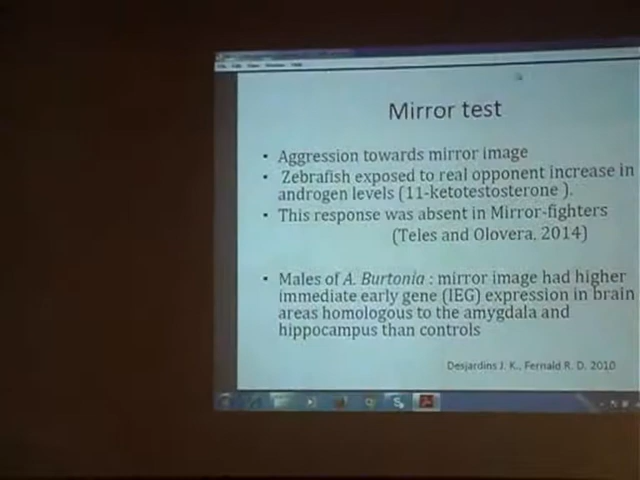 Mirror test
• Aggression towards mirror image
• Zebrafish exposed to real opponent increase in
androgen levels (11-ketotestosterone ).
• This response was absent in Mirror-fighters
(Teles and Olovera, 2014)
• Males of A. Burtonia : mirror image had higher
immediate early gene (IEG) expression in brain
areas homologous to the amygdala and
hippocampus than controls
Desjardins J. K., Fernald R. D. 2010